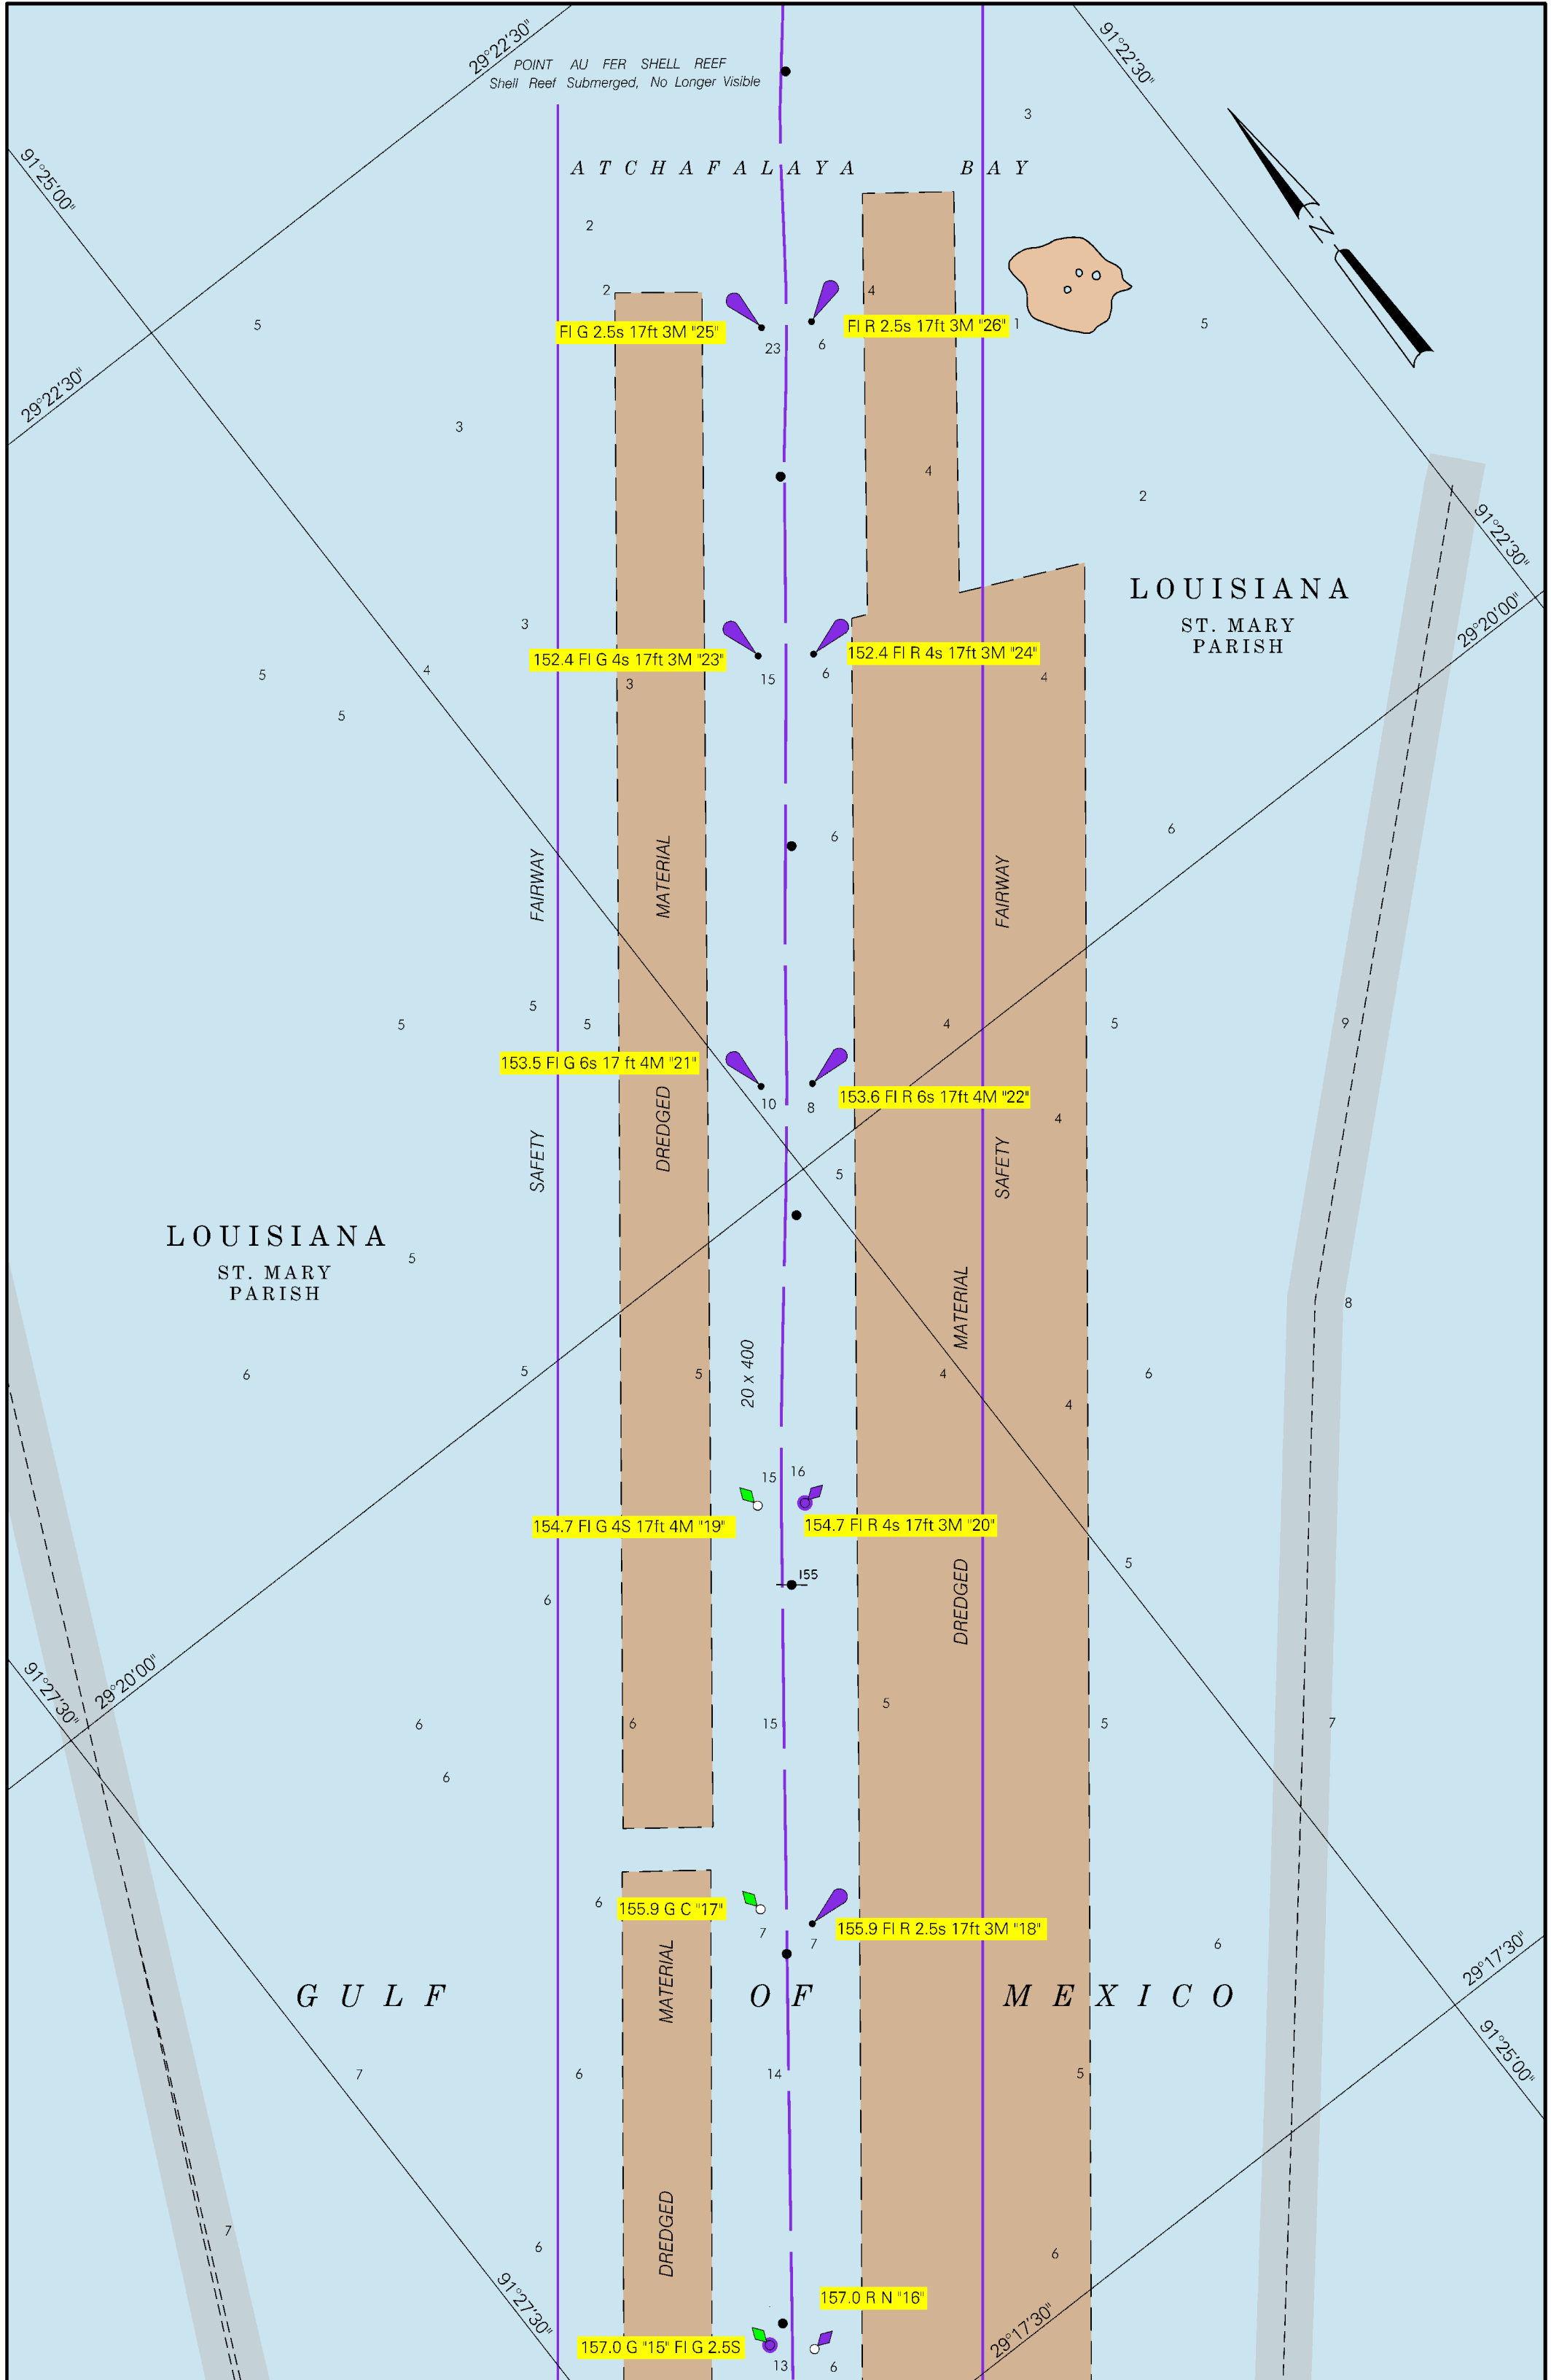 29°22'30"
POINT AU FER SHELL REEF
Shell Reef Submerged, No Longer Visible
91°22'30"
3
91°25'00"
ATCHAFALAYA BAY
N
2
2
4
5
Fl G 2.5s 17ft 3M "25"
Fl R 2.5s 17ft 3M "26"
1
5
23
6
29°22'30"
3
4
2
91°22'30"
LOUISIANA
ST. MARY
PARISH
29°20'00"
3
152.4 Fl G 4s 17ft 3M "23"
152.4 Fl R 4s 17ft 3M "24"
5
4
3
15
6
4
5
6
6
FAIRWAY
MATERIAL
FAIRWAY
5
5
5
4
5
9
153.5 Fl G 6s 17 ft 4M "21"
153.6 Fl R 6s 17ft 4M "22"
10
8
4
SAFETY
DREDGED
SAFETY
5
LOUISIANA
ST. MARY
PARISH
5
MATERIAL
8
6
5
5
20 x 400
4
6
4
15
16
154.7 Fl G 4S 17ft 4M "19"
154.7 Fl R 4s 17ft 3M "20"
5
155
6
DREDGED
91°27'30"
29°20'00"
6
6
15
5
5
7
6
6
155.9 G C "17"
155.9 Fl R 2.5s 17ft 3M "18"
7
7
6
29°17'30"
GULF OF MEXICO
MATERIAL
91°25'00"
7
6
14
5
7
6
DREDGED
6
91°27'30"
157.0 R N "16"
29°17'30"
157.0 G "15" Fl G 2.5S
13
6